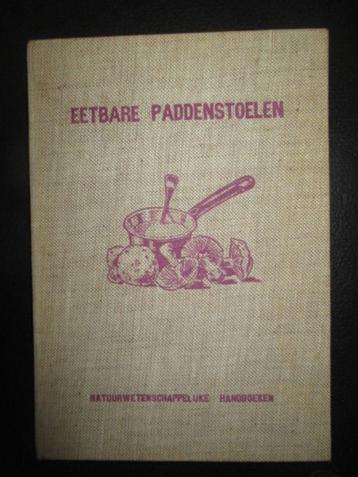 EETBARE PADDENSTOELEN
NATUURWETENSCHAPPELIJKE HANDBOEKEN